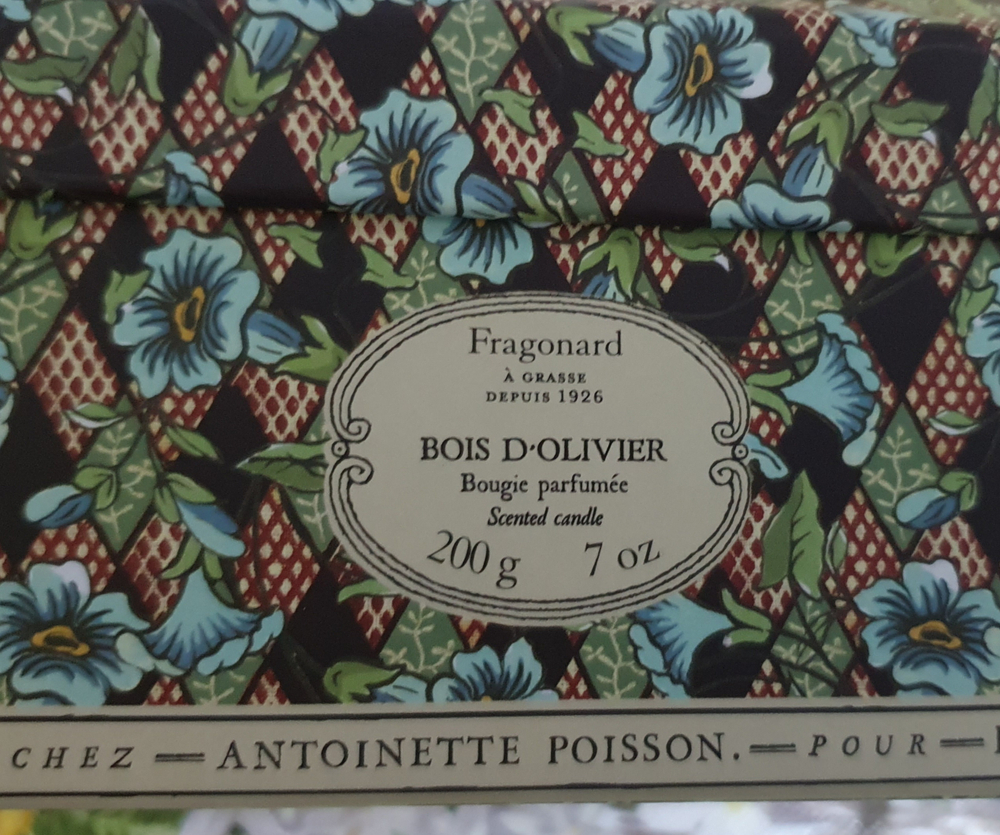 Fragonard
À GRASSE
DEPUIS 1926
BOIS D·OLIVIER
Bougie parfumée
Scented candle
200 g 7 oz
CHEZ — ANTOINETTE POISSON. — POUR —